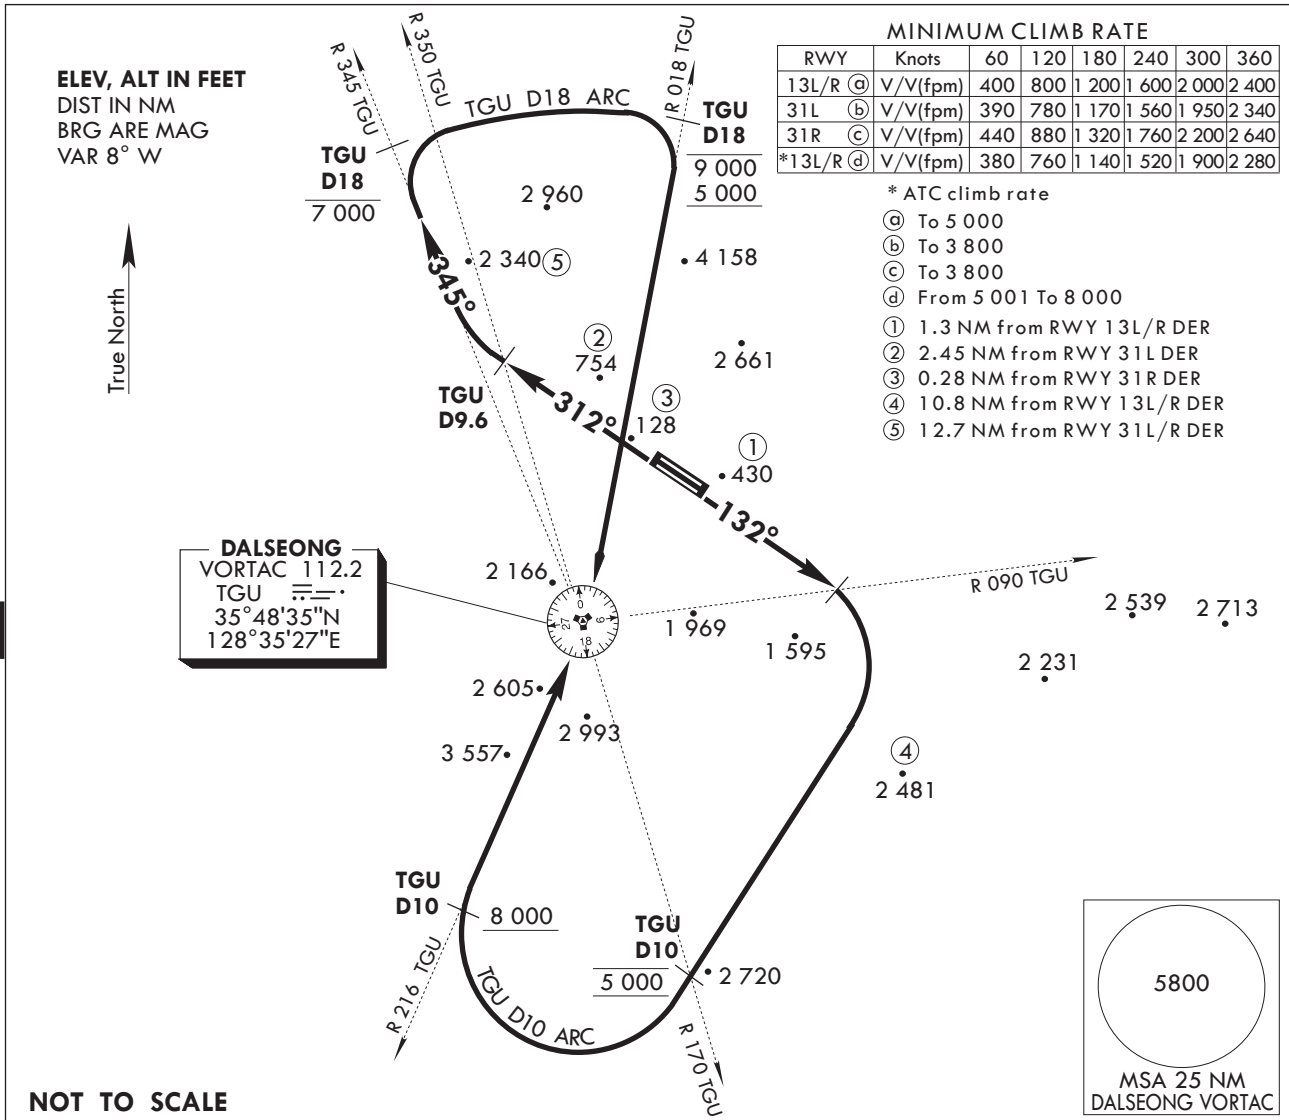 ELEV, ALT IN FEET
DIST IN NM
BRG ARE MAG
VAR 8° W
True North
MINIMUM CLIMB RATE
RWY Knots 60 120 180 240 300 360
13L/R ⓐ V/V(fpm) 400 800 1 200 1 600 2 000 2 400
31L ⓑ V/V(fpm) 390 780 1 170 1 560 1 950 2 340
31R ⓒ V/V(fpm) 440 880 1 320 1 760 2 200 2 640
*13L/R ⓓ V/V(fpm) 380 760 1 140 1 520 1 900 2 280
* ATC climb rate
ⓐ To 5 000
ⓑ To 3 800
ⓒ To 3 800
ⓓ From 5 001 To 8 000
① 1.3 NM from RWY 13L/R DER
② 2.45 NM from RWY 31L DER
③ 0.28 NM from RWY 31R DER
④ 10.8 NM from RWY 13L/R DER
⑤ 12.7 NM from RWY 31L/R DER
R 345 TGU
R 350 TGU
TGU D18 ARC
R 018 TGU
TGU
D18
7 000
TGU
D18
9 000
5 000
2 960
2 340 ⑤
4 158
345°
②
754
2 661
TGU
D9.6
312°
③
128
①
430
132°
DALSEONG
VORTAC 112.2
TGU
35°48'35"N
128°35'27"E
2 166
0
9
18
27
R 090 TGU
1 969
1 595
2 539
2 713
2 231
2 605
2 993
3 557
④
2 481
TGU
D10
8 000
TGU
D10
5 000
2 720
R 216 TGU
TGU D10 ARC
R 170 TGU
5800
MSA 25 NM
DALSEONG VORTAC
NOT TO SCALE